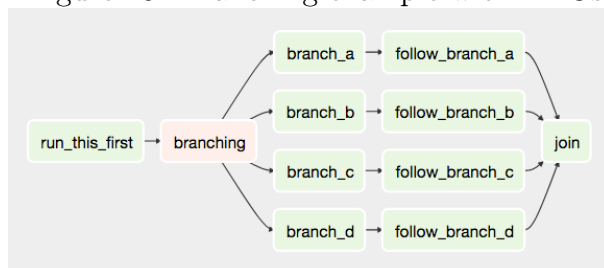 run_this_first
branching
branch_a
follow_branch_a
branch_b
follow_branch_b
branch_c
follow_branch_c
branch_d
follow_branch_d
join